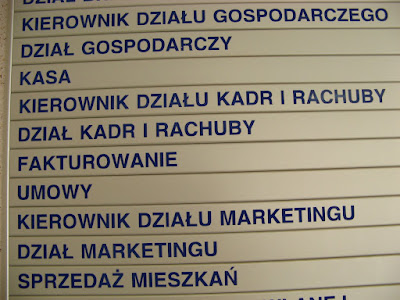 KIEROWNIK DZIAŁU GOSPODARCZEGO
DZIAŁ GOSPODARCZY
KASA
KIEROWNIK DZIAŁU KADR I RACHUBY
DZIAŁ KADR I RACHUBY
FAKTUROWANIE
UMOWY
KIEROWNIK DZIAŁU MARKETINGU
DZIAŁ MARKETINGU
SPRZEDAŻ MIESZKAŃ